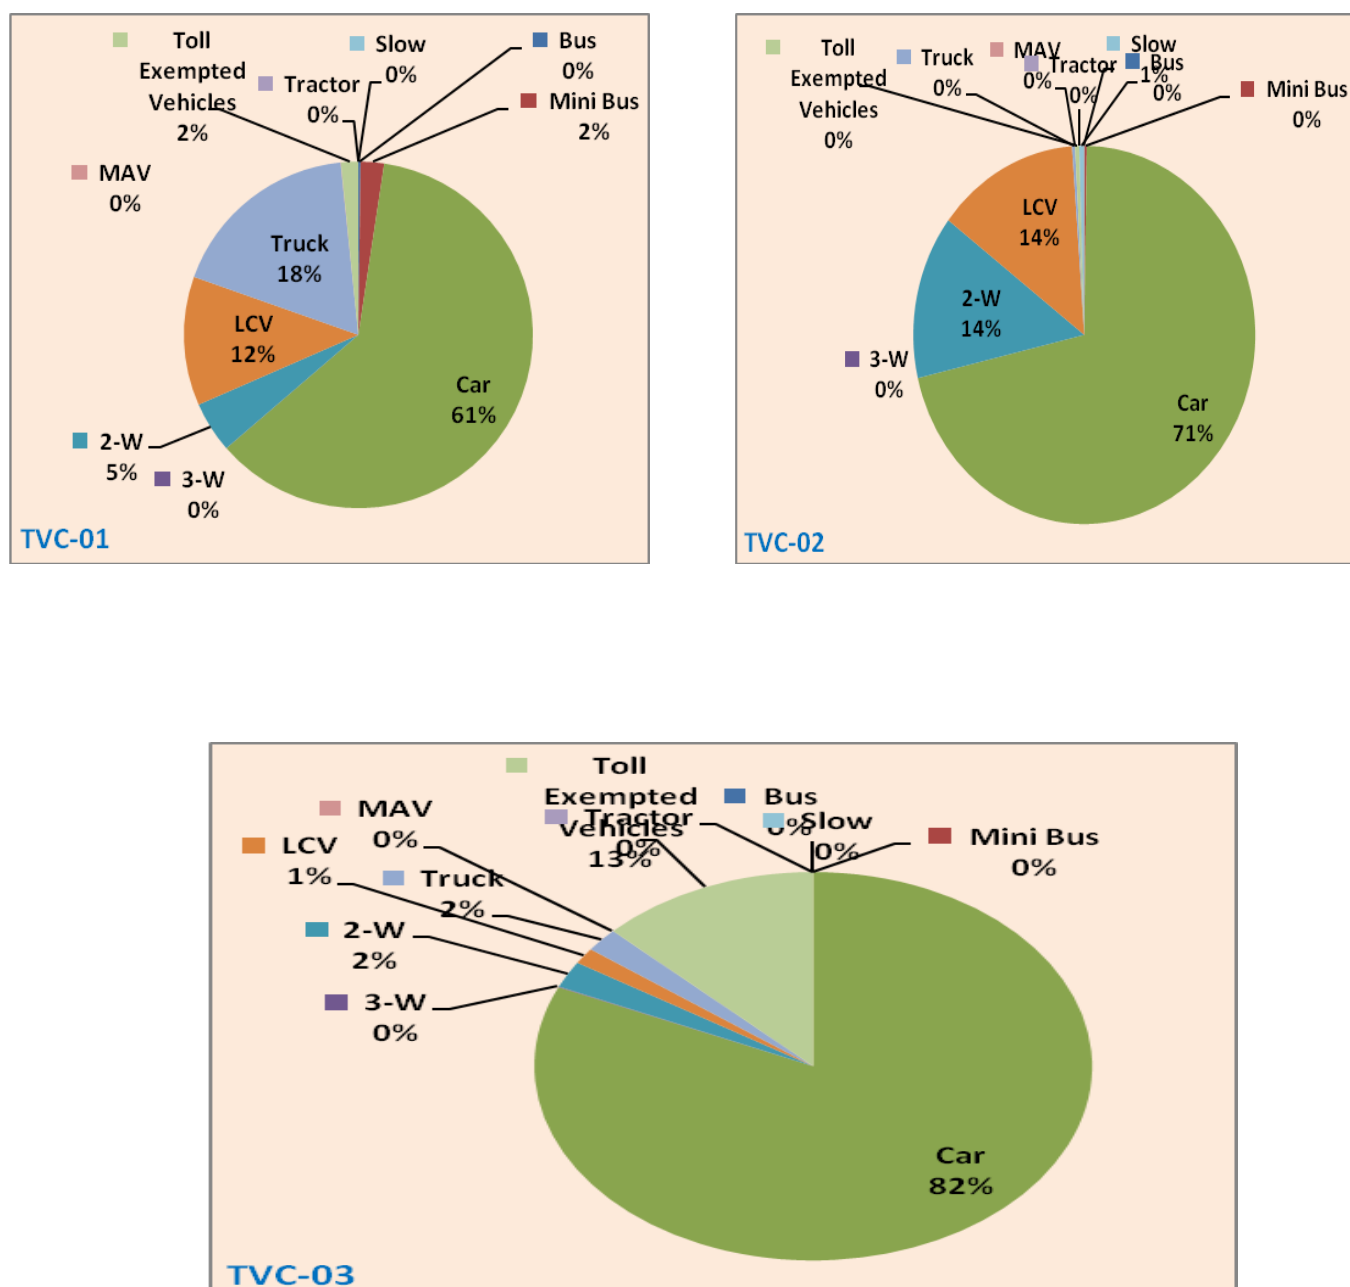 Toll
Exempted
Vehicles
2%
Slow
0%
Bus
0%
Tractor
0%
Mini Bus
2%
MAV
0%
Truck
18%
LCV
12%
Car
61%
2-W
5%
3-W
0%
TVC-01
Toll
Exempted
Vehicles
0%
Truck
0%
MAV
0%
Tractor
0%
Slow
1%
Bus
0%
Mini Bus
0%
LCV
14%
2-W
14%
3-W
0%
Car
71%
TVC-02
Toll
Exempted
Vehicles
13%
MAV
0%
Bus
0%
Tractor
0%
Slow
0%
Mini Bus
0%
LCV
1%
Truck
2%
2-W
2%
3-W
0%
Car
82%
TVC-03